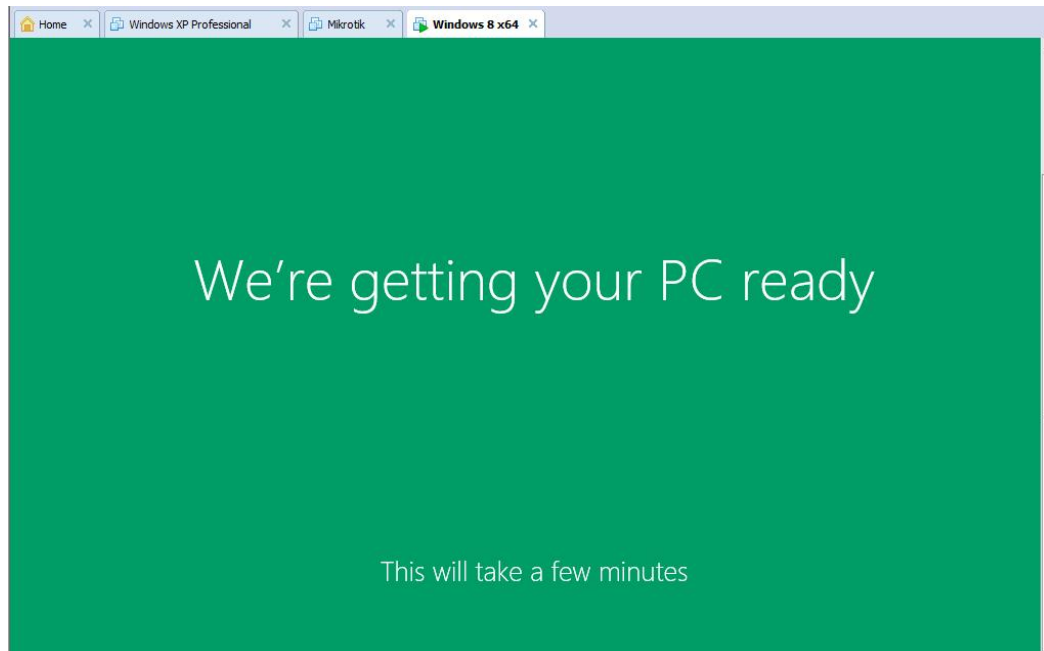 Home Windows XP Professional Mikrotik Windows 8 x64
We're getting your PC ready
This will take a few minutes